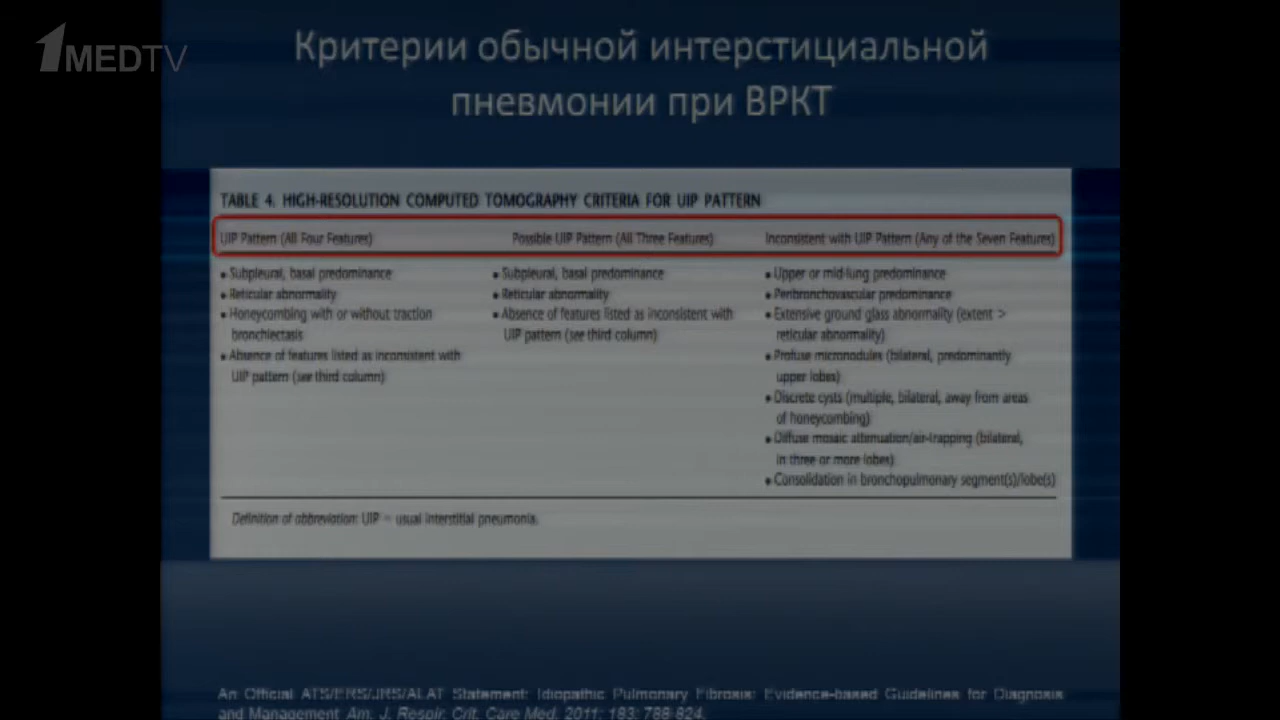 1MEDTV
Критерии обычной интерстициальной
пневмонии при ВРКТ
TABLE 4. HIGH-RESOLUTION COMPUTED TOMOGRAPHY CRITERIA FOR UIP PATTERN
UIP Pattern (All Four Features) Possible UIP Pattern (All Three Features) Inconsistent with UIP Pattern (Any of the Seven Features)
• Subpleural, basal predominance
• Reticular abnormality
• Honeycombing with or without traction
bronchiectasis
• Absence of features listed as inconsistent with
UIP pattern (see third column)
• Subpleural, basal predominance
• Reticular abnormality
• Absence of features listed as inconsistent with
UIP pattern (see third column)
• Upper or mid-lung predominance
• Peribronchovascular predominance
• Extensive ground glass abnormality (extent >
reticular abnormality)
• Profuse micronodules (bilateral, predominantly
upper lobes)
• Discrete cysts (multiple, bilateral, away from areas
of honeycombing)
• Diffuse mosaic attenuation/air-trapping (bilateral,
in three or more lobes)
• Consolidation in bronchopulmonary segment(s)/lobe(s)
Definition of abbreviation: UIP = usual interstitial pneumonia.
An Official ATS/ERS/JRS/ALAT Statement: Idiopathic Pulmonary Fibrosis: Evidence-based Guidelines for Diagnosis
and Management Am. J. Respir. Crit. Care Med. 2011; 183: 788-824.